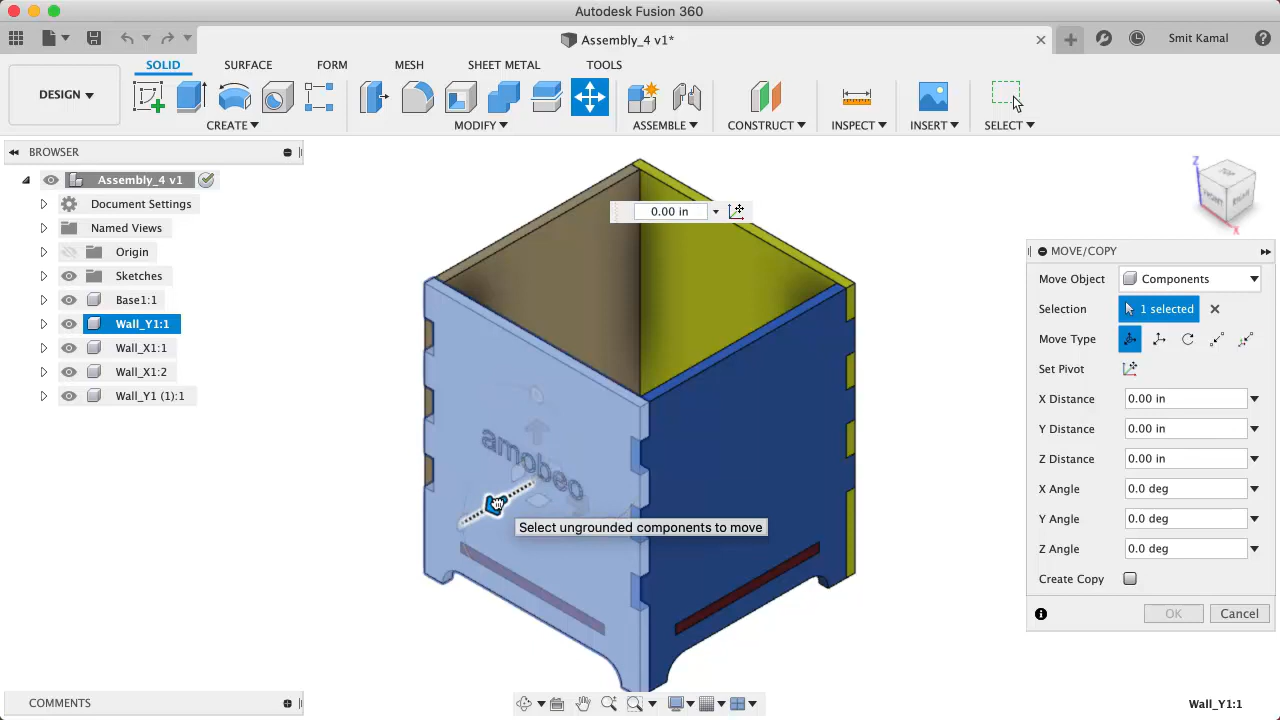 Autodesk Fusion 360
Assembly_4 v1*
Smit Kamal
DESIGN
SOLID SURFACE FORM MESH SHEET METAL TOOLS
CREATE MODIFY ASSEMBLE CONSTRUCT INSPECT INSERT SELECT
BROWSER
Assembly_4 v1
Document Settings
Named Views
Origin
Sketches
Base1:1
Wall_Y1:1
Wall_X1:1
Wall_X1:2
Wall_Y1 (1):1
0.00 in
amobeo
Select ungrounded components to move
Z
TOP
FRONT
RIGHT
X
MOVE/COPY
Move Object Components
Selection 1 selected
Move Type
Set Pivot
X Distance 0.00 in
Y Distance 0.00 in
Z Distance 0.00 in
X Angle 0.0 deg
Y Angle 0.0 deg
Z Angle 0.0 deg
Create Copy
OK Cancel
COMMENTS
Wall_Y1:1